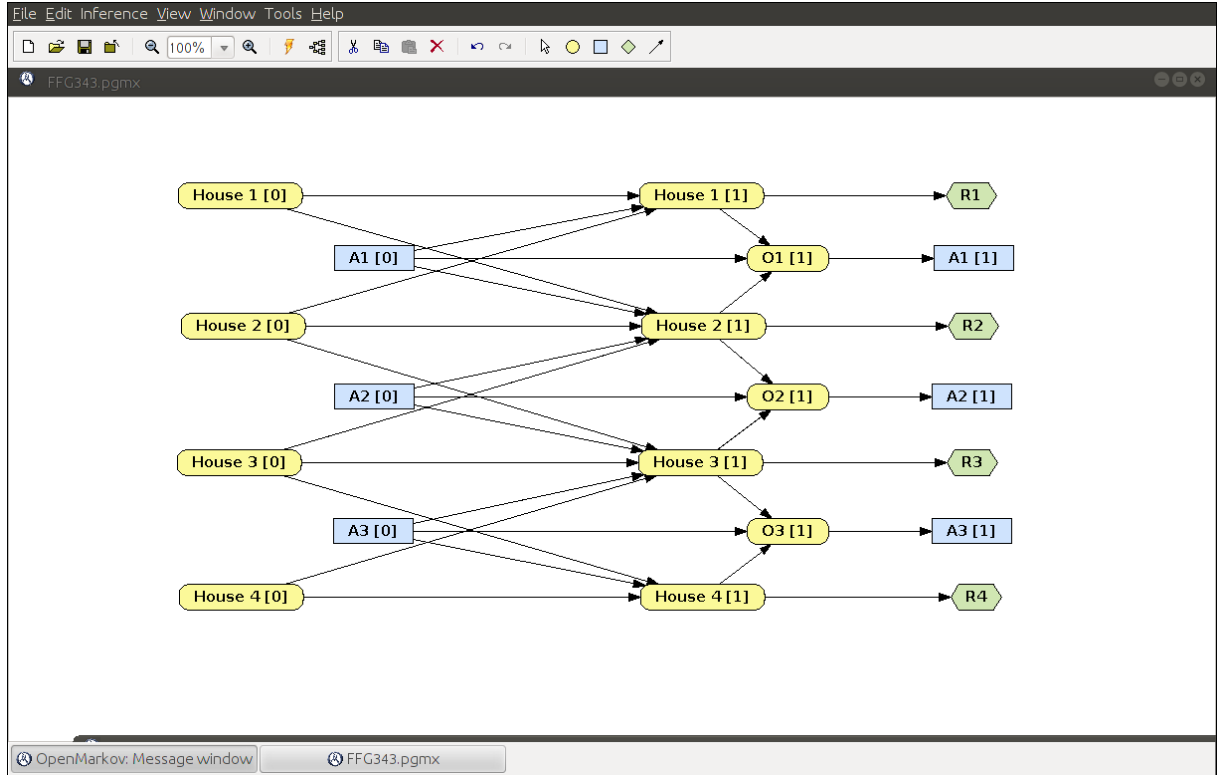 File Edit Inference View Window Tools Help
100%
FFG343.pgmx
House 1 [0] House 1 [1] R1
A1 [0] O1 [1] A1 [1]
House 2 [0] House 2 [1] R2
A2 [0] O2 [1] A2 [1]
House 3 [0] House 3 [1] R3
A3 [0] O3 [1] A3 [1]
House 4 [0] House 4 [1] R4
OpenMarkov: Message window FFG343.pgmx